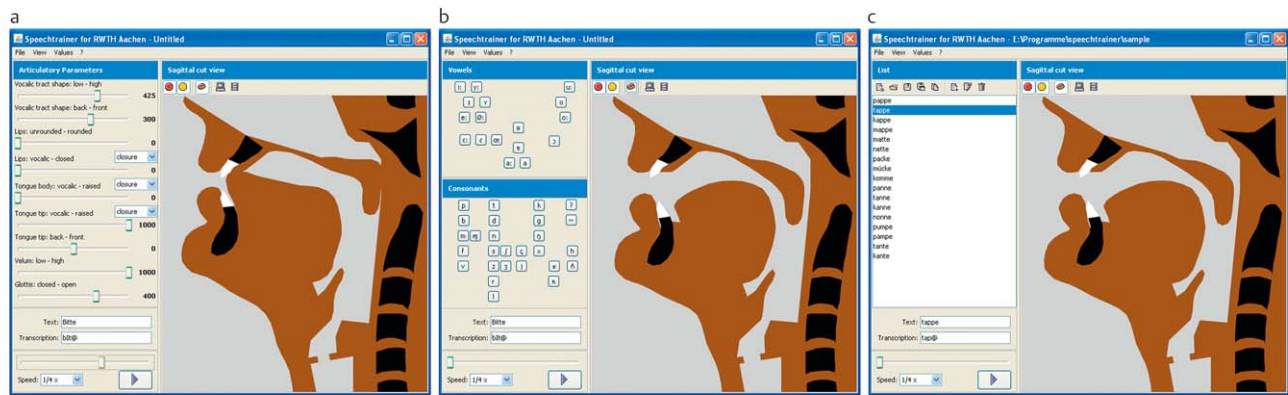 a
Speechtrainer for RWTH Aachen - Untitled
File View Values ?
Articulatory Parameters
Vocalic tract shape: low - high
425
Vocalic tract shape: back - front
300
Lips: unrounded - rounded
0
Lips: vocalic - closed
closure
0
Tongue body: vocalic - raised
closure
0
Tongue tip: vocalic - raised
closure
1000
Tongue tip: back - front
0
Velum: low - high
1000
Glottis: closed - open
400
Text: Bitte
Transcription: bIt@
Speed: 1/4 x
Sagittal cut view
b
Speechtrainer for RWTH Aachen - Untitled
File View Values ?
Vowels
i: y: u:
ɪ ʏ ʊ
e: Ø: o:
ə
ɛ: ɛ œ ɔ
ɐ
a: a
Consonants
p t k ʔ
b d g
m n ŋ
f s ʃ ç x h
v z ʒ j ʁ ɦ
r ʀ
l
Text: Bitte
Transcription: bIt@
Speed: 1/4 x
Sagittal cut view
c
Speechtrainer for RWTH Aachen - E:\Programme\speechtrainer\sample
File View Values ?
List
pappe
tappe
kappe
mappe
matte
nette
packe
mücke
komme
panne
tanne
kanne
nonne
pumpe
pampe
tante
kante
Text: tappe
Transcription: tap@
Speed: 1/4 x
Sagittal cut view